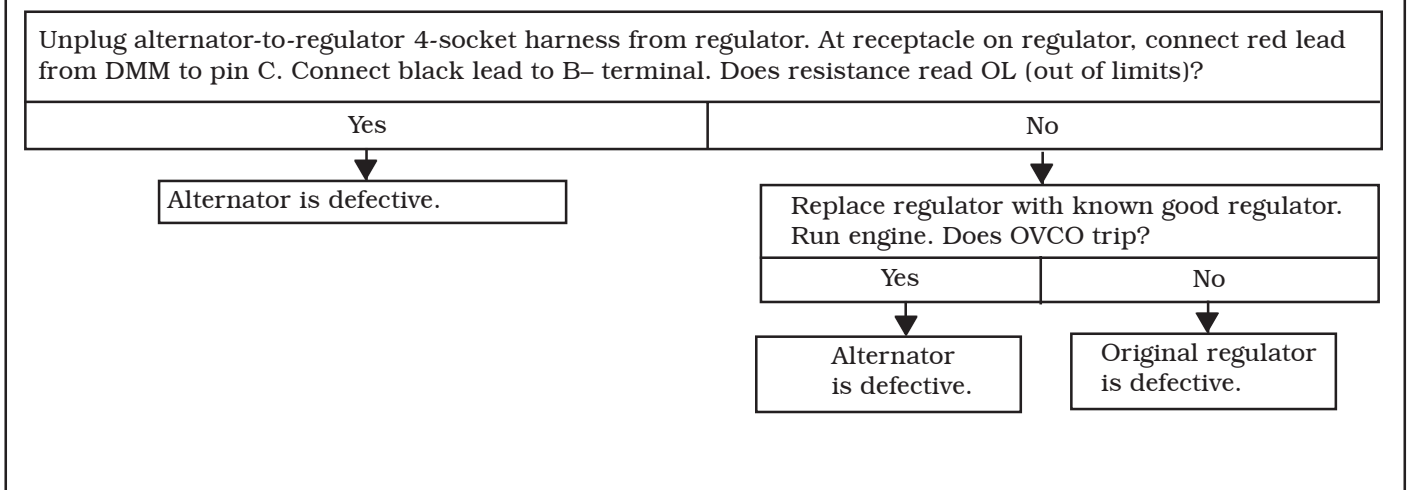 Unplug alternator-to-regulator 4-socket harness from regulator. At receptacle on regulator, connect red lead
from DMM to pin C. Connect black lead to B– terminal. Does resistance read OL (out of limits)?
Yes
No
Alternator is defective.
Replace regulator with known good regulator.
Run engine. Does OVCO trip?
Yes
No
Alternator
is defective.
Original regulator
is defective.